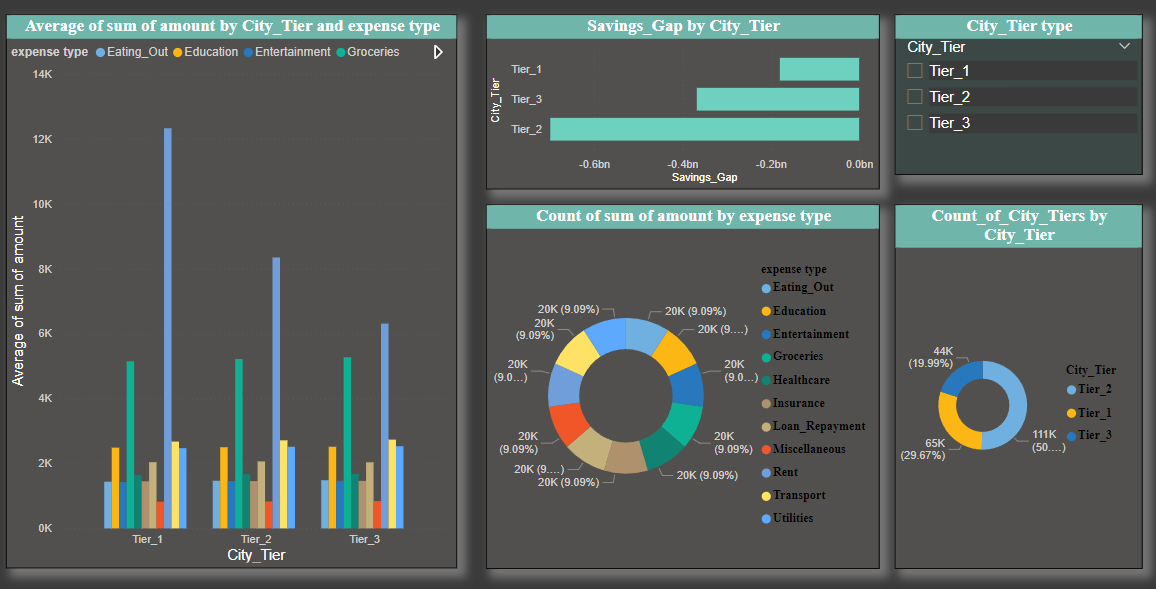 Average of sum of amount by City_Tier and expense type
expense type Eating_Out Education Entertainment Groceries
14K
12K
10K
8K
6K
4K
2K
0K
Average of sum of amount
Tier_1 Tier_2 Tier_3
City_Tier
Savings_Gap by City_Tier
City_Tier
Tier_1
Tier_3
Tier_2
-0.6bn -0.4bn -0.2bn 0.0bn
Savings_Gap
City_Tier type
City_Tier
Tier_1
Tier_2
Tier_3
Count of sum of amount by expense type
20K (9.09%)
20K (9....)
20K
(9.0...)
20K
(9.09%)
20K (9.09%)
20K (9.09%)
20K (9....)
20K
(9.09%)
20K
(9.0...)
20K
(9.09%)
20K (9.09%)
expense type
Eating_Out
Education
Entertainment
Groceries
Healthcare
Insurance
Loan_Repayment
Miscellaneous
Rent
Transport
Utilities
Count_of_City_Tiers by
City_Tier
44K
(19.99%)
65K
(29.67%)
111K
(50....)
City_Tier
Tier_2
Tier_1
Tier_3